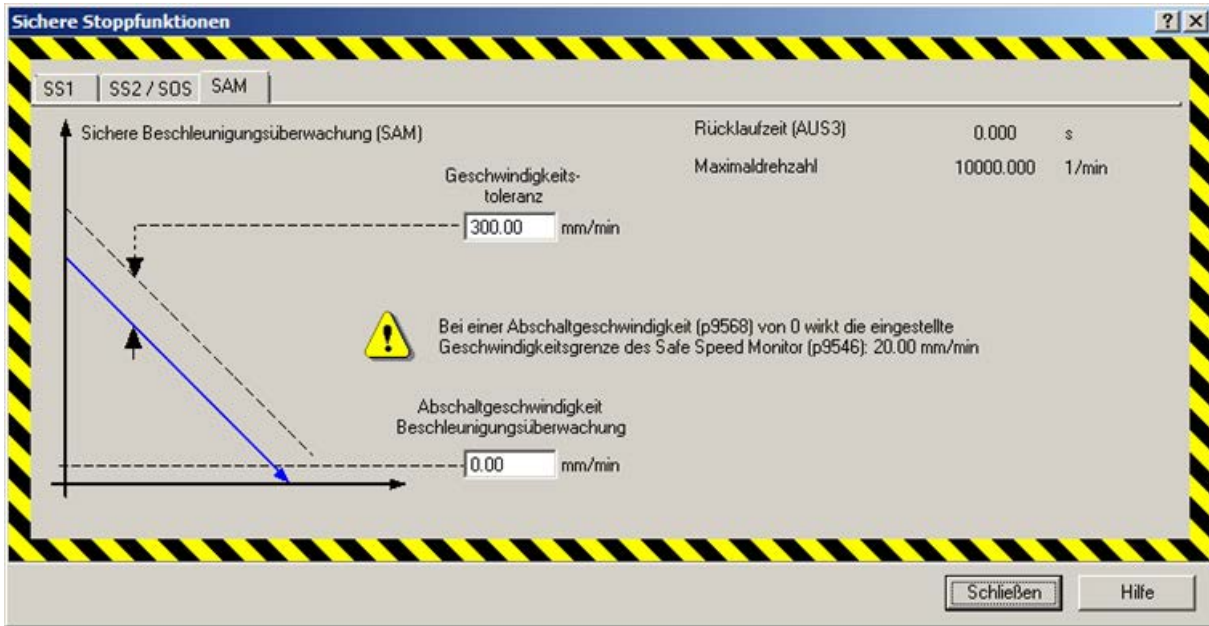 Sichere Stoppfunktionen
SS1
SS2 / SOS
SAM
Sichere Beschleunigungsüberwachung (SAM)
Rücklaufzeit (AUS3)
0.000
s
Maximaldrehzahl
10000.000
1/min
Geschwindigkeits-
toleranz
300.00
mm/min
Bei einer Abschaltgeschwindigkeit (p9568) von 0 wirkt die eingestellte
Geschwindigkeitsgrenze des Safe Speed Monitor (p9546): 20.00 mm/min
Abschaltgeschwindigkeit
Beschleunigungsüberwachung
0.00
mm/min
Schließen
Hilfe